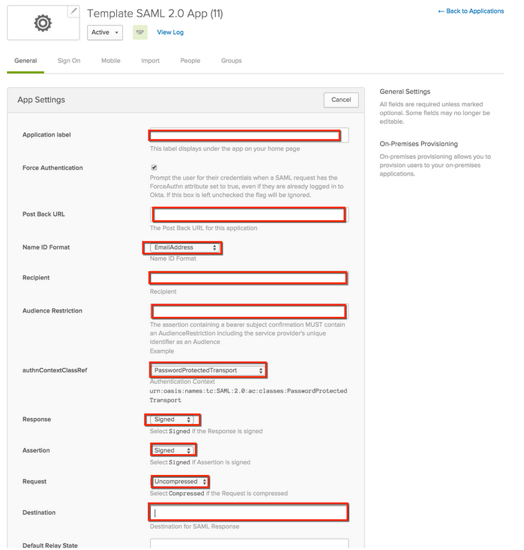 Template SAML 2.0 App (11)
← Back to Applications
Active
View Log
General
Sign On
Mobile
Import
People
Groups
App Settings
Cancel
Application label
This label displays under the app on your home page
Force Authentication
Prompt the user for their credentials when a SAML request has the
ForceAuthn attribute set to true, even if they are already logged in to
Okta. if this box is left unchecked the flag will be ignored.
Post Back URL
The Post Back URL for this application
Name ID Format
EmailAddress
Name ID Format
Recipient
Recipient
Audience Restriction
The assertion containing a bearer subject confirmation MUST contain
an AudienceRestriction including the service provider's unique
identifier as an Audience
Example
authnContextClassRef
PasswordProtectedTransport
Authentication Context
urn:oasis:names:tc:SAML:2.0:ac:classes:PasswordProtected
Transport
Response
Signed
Select Signed if the Response is signed
Assertion
Signed
Select Signed if Assertion is signed
Request
Uncompressed
Select Compressed if the Request is compressed
Destination
Destination for SAML Response
Default Relay State
General Settings
All fields are required unless marked
optional. Some fields may no longer be
editable.
On-Premises Provisioning
On-premises provisioning allows you to
provision users to your on-premises
applications.